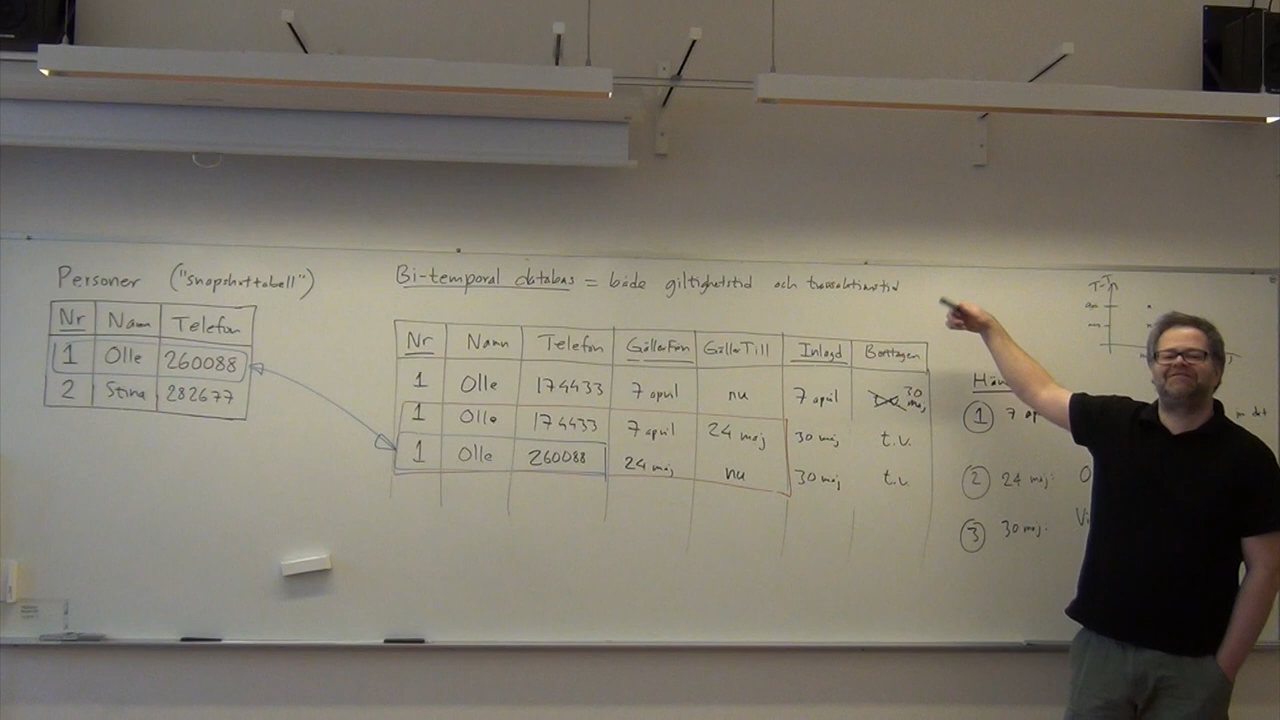 Personer ("snapshottabell")
Nr Namn Telefon
1 Olle 260088
2 Stina 282677
Bi-temporal databas = både giltighetstid och transaktionstid
Nr Namn Telefon GällerFrån GällerTill Inlagd Borttagen
1 Olle 174433 7 april nu 7 april 30 maj
1 Olle 174433 7 april 24 maj 30 maj t.v.
1 Olle 260088 24 maj nu 30 maj t.v.
T-T
Hän
1 7 ap
2 24 maj: O
3 30 maj: Vi